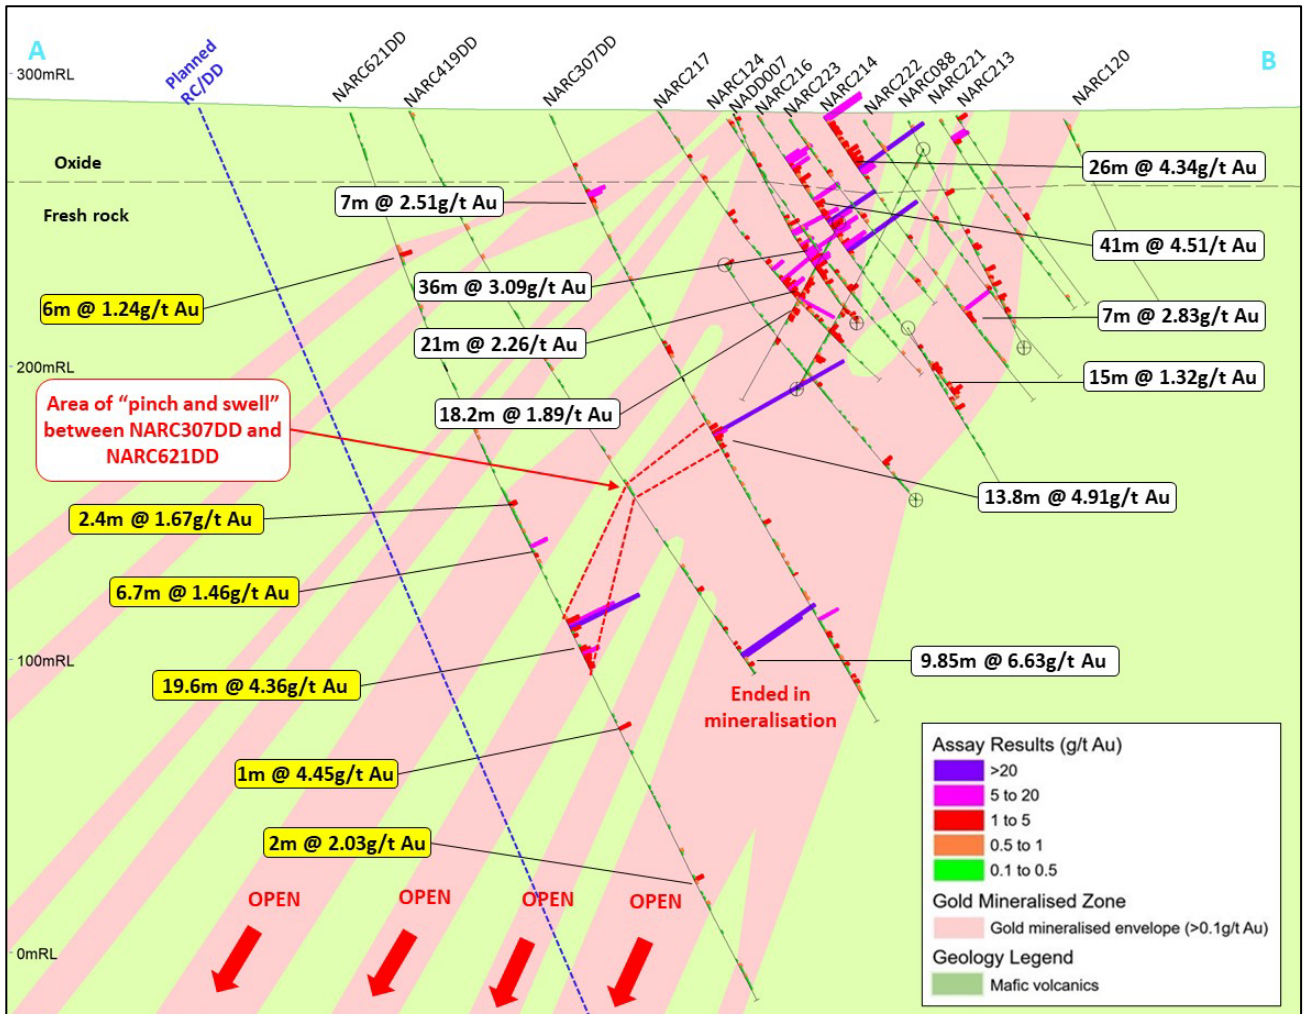 A
B
300mRL
Planned
RC/DD
NARC621DD
NARC419DD
NARC307DD
NARC217
NARC124
NADD007
NARC216
NARC223
NARC214
NARC222
NARC088
NARC221
NARC213
NARC120
Oxide
Fresh rock
26m @ 4.34g/t Au
7m @ 2.51g/t Au
41m @ 4.51/t Au
6m @ 1.24g/t Au
36m @ 3.09g/t Au
7m @ 2.83g/t Au
21m @ 2.26/t Au
200mRL
15m @ 1.32g/t Au
Area of “pinch and swell”
between NARC307DD and
NARC621DD
18.2m @ 1.89/t Au
13.8m @ 4.91g/t Au
2.4m @ 1.67g/t Au
6.7m @ 1.46g/t Au
100mRL
9.85m @ 6.63g/t Au
19.6m @ 4.36g/t Au
Ended in
mineralisation
1m @ 4.45g/t Au
2m @ 2.03g/t Au
OPEN
OPEN
OPEN
OPEN
0mRL
Assay Results (g/t Au)
>20
5 to 20
1 to 5
0.5 to 1
0.1 to 0.5
Gold Mineralised Zone
Gold mineralised envelope (>0.1g/t Au)
Geology Legend
Mafic volcanics